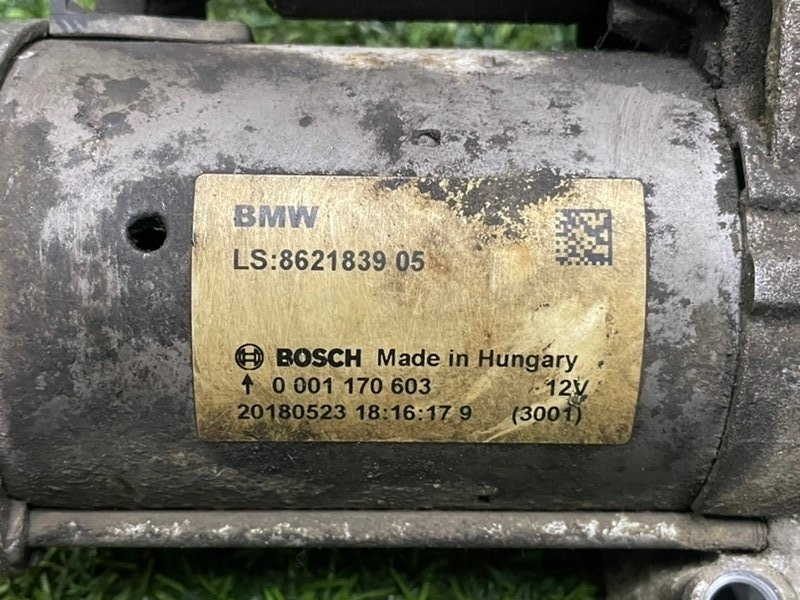 BMW
LS:8621839 05
BOSCH Made in Hungary
0 001 170 603 12V
20180523 18:16:17 9 (3001)